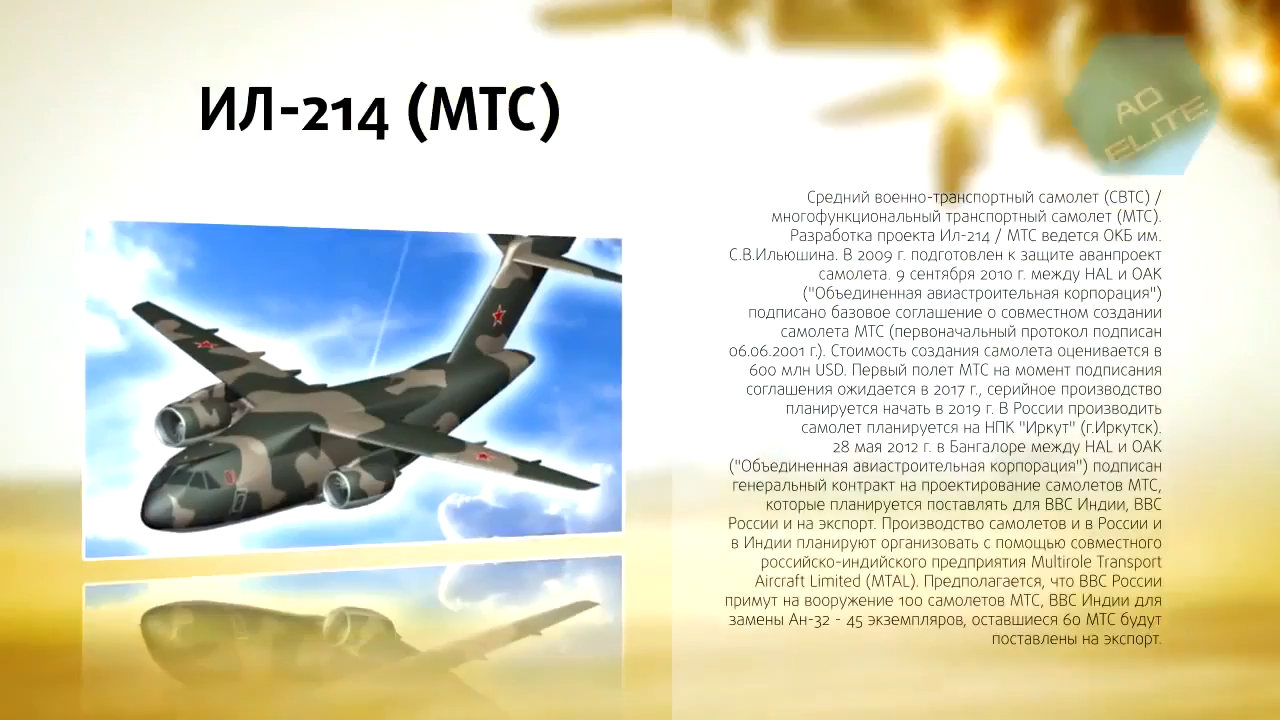 ИЛ-214 (МТС)
AD
ELITE
Средний военно-транспортный самолет (СВТС) /
многофункциональный транспортный самолет (МТС).
Разработка проекта Ил-214 / МТС ведется ОКБ им.
С.В.Ильюшина. В 2009 г. подготовлен к защите аванпроект
самолета. 9 сентября 2010 г. между HAL и ОАК
("Объединенная авиастроительная корпорация")
подписано базовое соглашение о совместном создании
самолета МТС (первоначальный протокол подписан
06.06.2001 г.). Стоимость создания самолета оценивается в
600 млн USD. Первый полет МТС на момент подписания
соглашения ожидается в 2017 г., серийное производство
планируется начать в 2019 г. В России производить
самолет планируется на НПК "Иркут" (г.Иркутск).
28 мая 2012 г. в Бангалоре между HAL и ОАК
("Объединенная авиастроительная корпорация") подписан
генеральный контракт на проектирование самолетов МТС,
которые планируется поставлять для ВВС Индии, ВВС
России и на экспорт. Производство самолетов и в России и
в Индии планируют организовать с помощью совместного
российско-индийского предприятия Multirole Transport
Aircraft Limited (MTAL). Предполагается, что ВВС России
примут на вооружение 100 самолетов МТС, ВВС Индии для
замены Ан-32 - 45 экземпляров, оставшиеся 60 МТС будут
поставлены на экспорт.